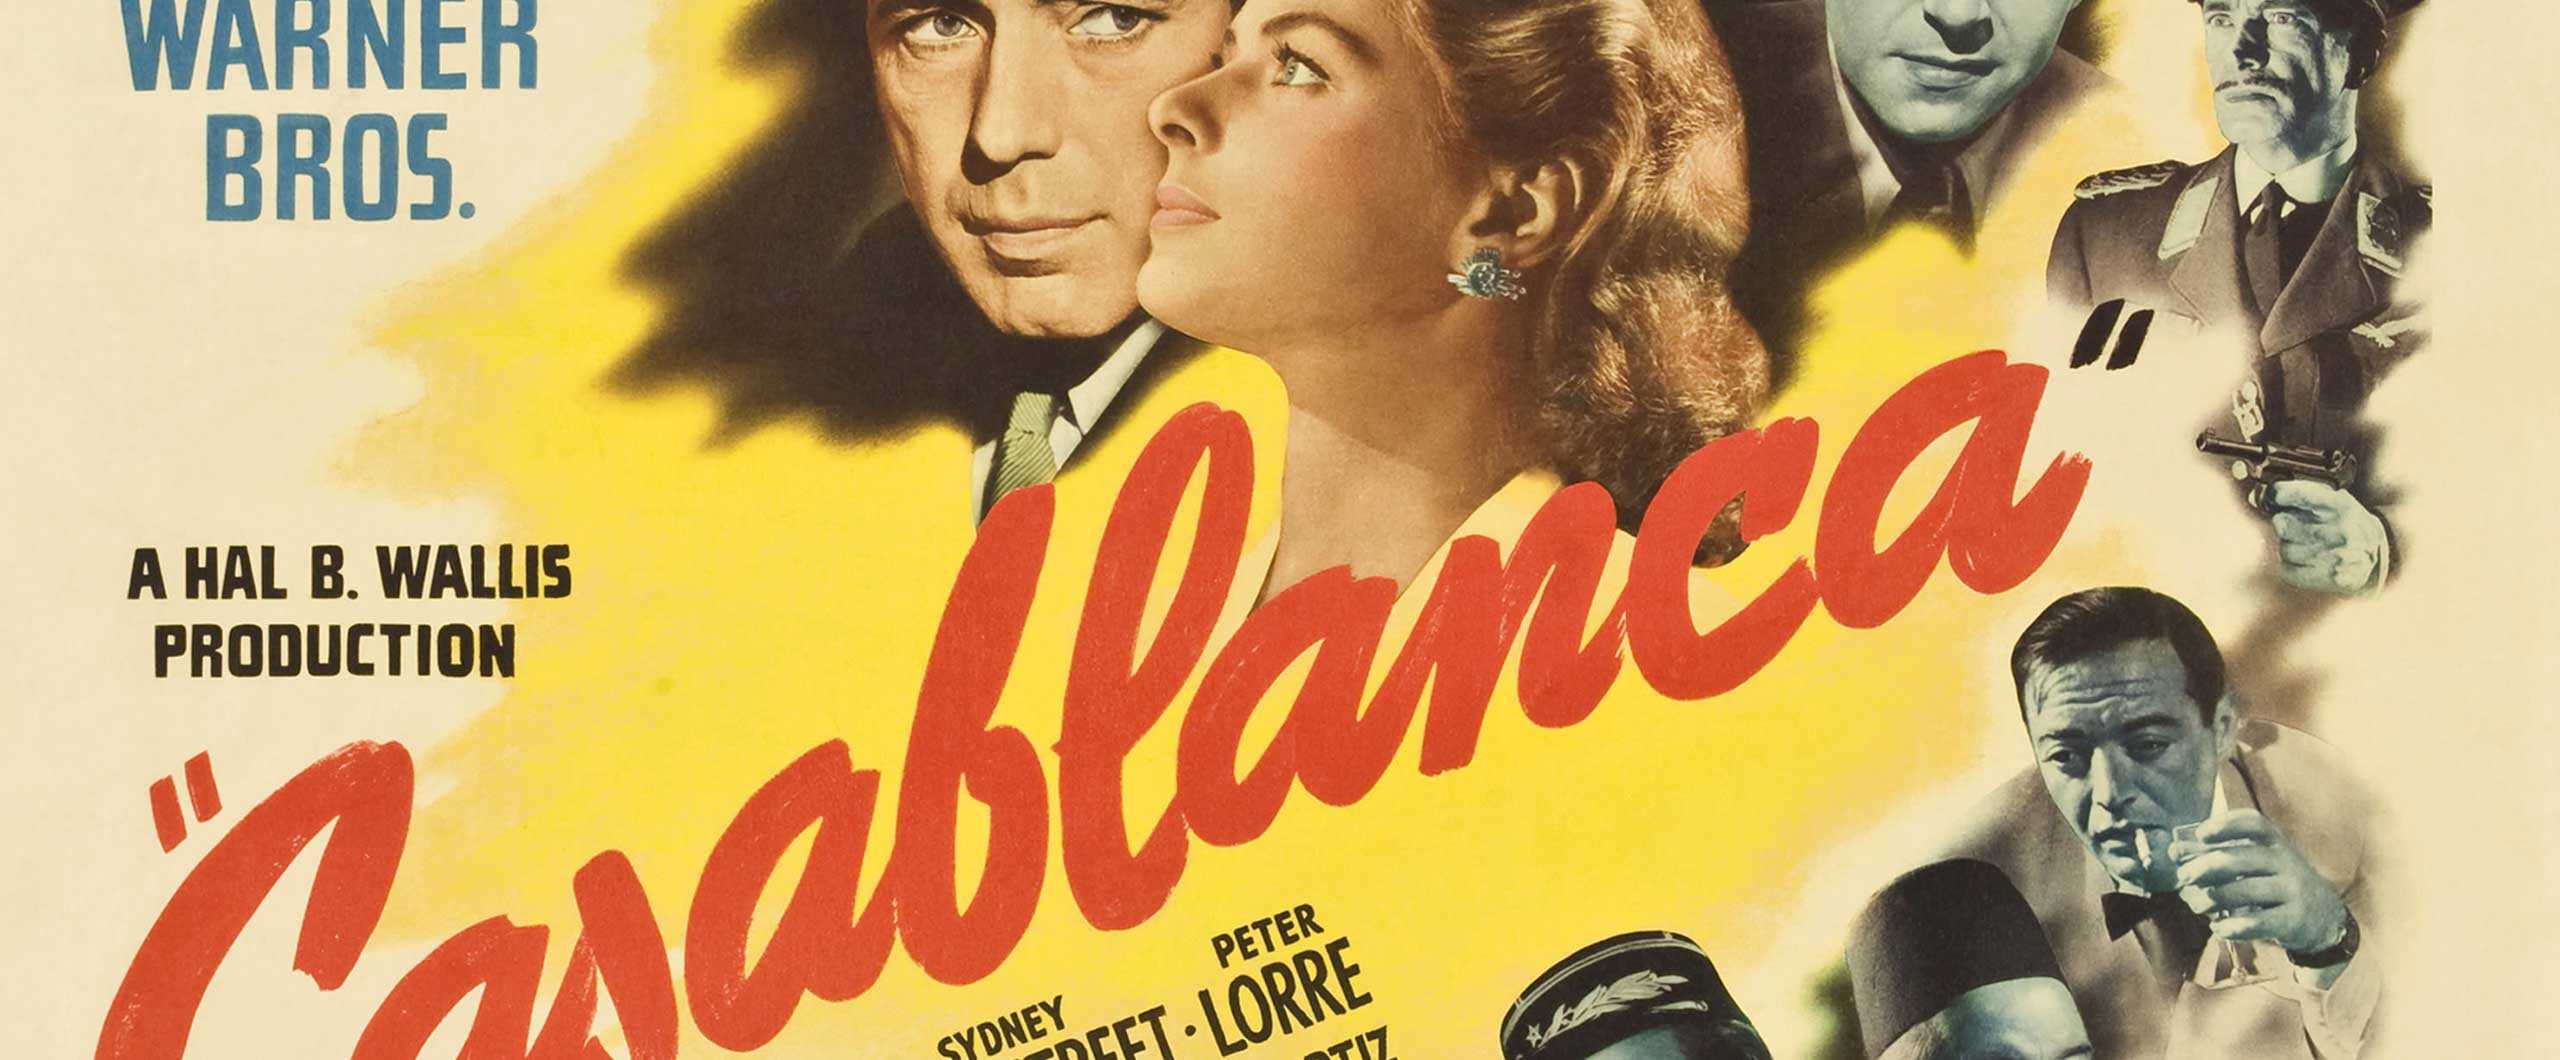 WARNER
BROS.
A HAL B. WALLIS
PRODUCTION
"Casablanca"
PETER
SYDNEY
LORRE